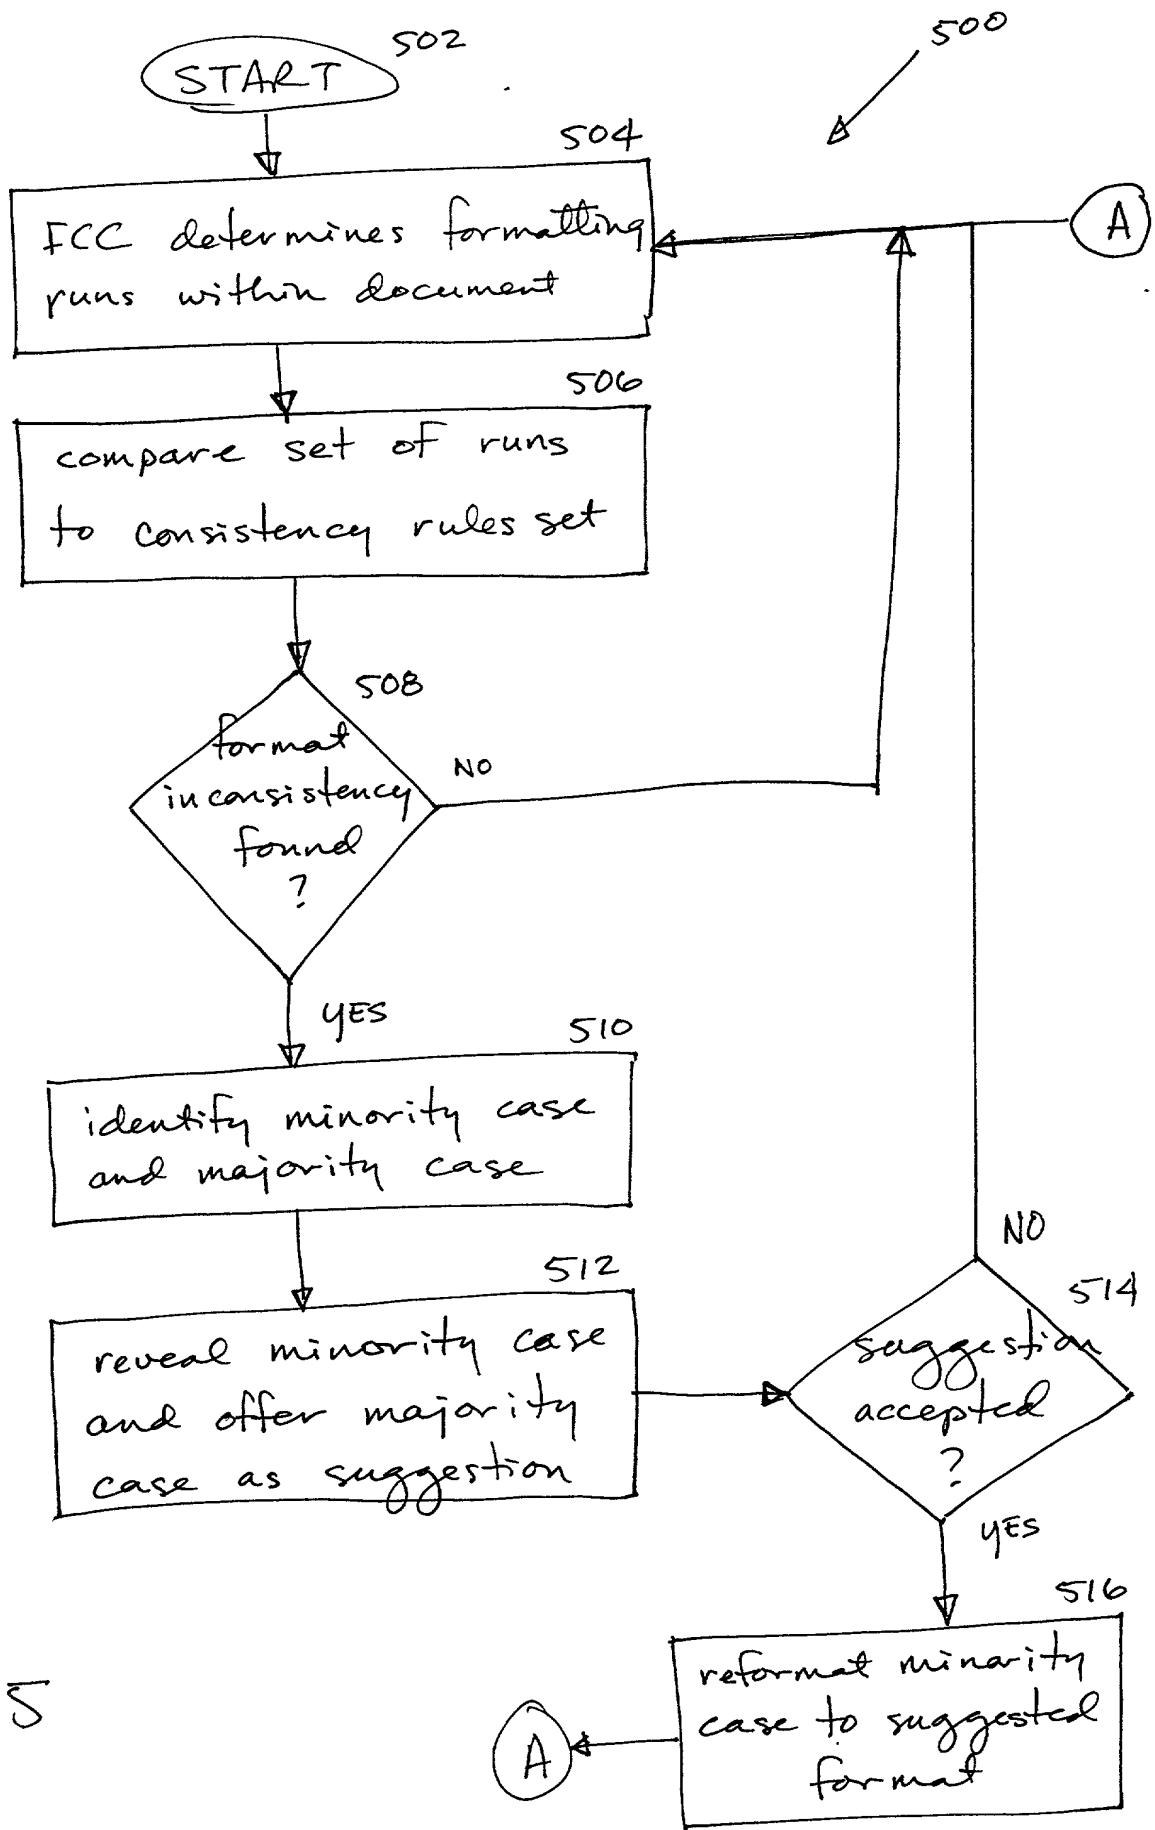 502
START
500
504
FCC determines formatting
runs within document
A
506
compare set of runs
to consistency rules set
508
format
inconsistency
found
?
NO
YES
510
identify minority case
and majority case
512
reveal minority case
and offer majority
case as suggestion
NO
514
suggestion
accepted
?
YES
516
reformat minority
case to suggested
format
A
5